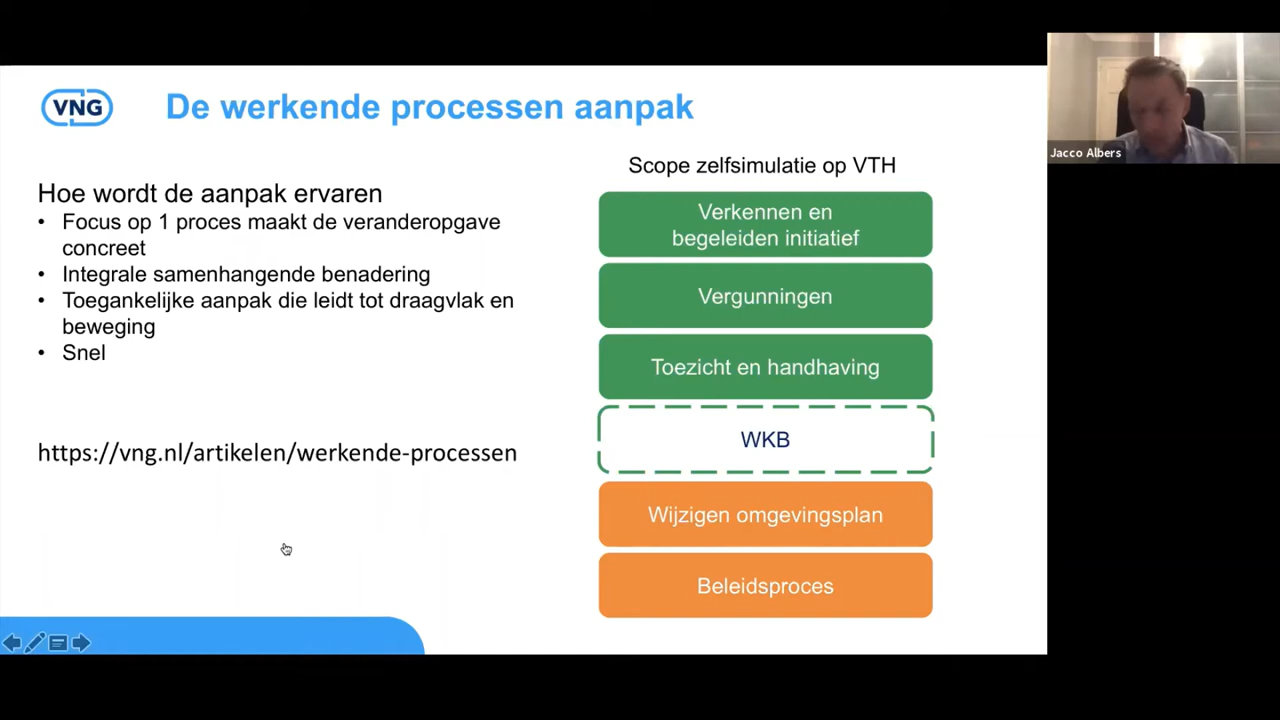 VNG
De werkende processen aanpak
Hoe wordt de aanpak ervaren
• Focus op 1 proces maakt de veranderopgave
concreet
• Integrale samenhangende benadering
• Toegankelijke aanpak die leidt tot draagvlak en
beweging
• Snel
https://vng.nl/artikelen/werkende-processen
Scope zelfsimulatie op VTH
Verkennen en
begeleiden initiatief
Vergunningen
Toezicht en handhaving
WKB
Wijzigen omgevingsplan
Beleidsproces
Jacco Albers